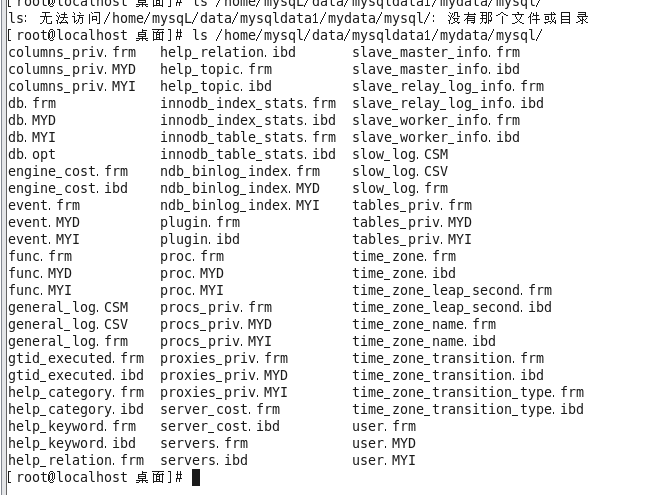 [root@localhost 桌面]# ls /home/mysqL/data/mysqldata1/mydata/mysql/
ls: 无法访问/home/mysqL/data/mysqldata1/mydata/mysql/: 没有那个文件或目录
[root@localhost 桌面]# ls /home/mysql/data/mysqldata1/mydata/mysql/
columns_priv.frm help_relation.ibd slave_master_info.frm
columns_priv.MYD help_topic.frm slave_master_info.ibd
columns_priv.MYI help_topic.ibd slave_relay_log_info.frm
db.frm innodb_index_stats.frm slave_relay_log_info.ibd
db.MYD innodb_index_stats.ibd slave_worker_info.frm
db.MYI innodb_table_stats.frm slave_worker_info.ibd
db.opt innodb_table_stats.ibd slow_log.CSM
engine_cost.frm ndb_binlog_index.frm slow_log.CSV
engine_cost.ibd ndb_binlog_index.MYD slow_log.frm
event.frm ndb_binlog_index.MYI tables_priv.frm
event.MYD plugin.frm tables_priv.MYD
event.MYI plugin.ibd tables_priv.MYI
func.frm proc.frm time_zone.frm
func.MYD proc.MYD time_zone.ibd
func.MYI proc.MYI time_zone_leap_second.frm
general_log.CSM procs_priv.frm time_zone_leap_second.ibd
general_log.CSV procs_priv.MYD time_zone_name.frm
general_log.frm procs_priv.MYI time_zone_name.ibd
gtid_executed.frm proxies_priv.frm time_zone_transition.frm
gtid_executed.ibd proxies_priv.MYD time_zone_transition.ibd
help_category.frm proxies_priv.MYI time_zone_transition_type.frm
help_category.ibd server_cost.frm time_zone_transition_type.ibd
help_keyword.frm server_cost.ibd user.frm
help_keyword.ibd servers.frm user.MYD
help_relation.frm servers.ibd user.MYI
[root@localhost 桌面]#